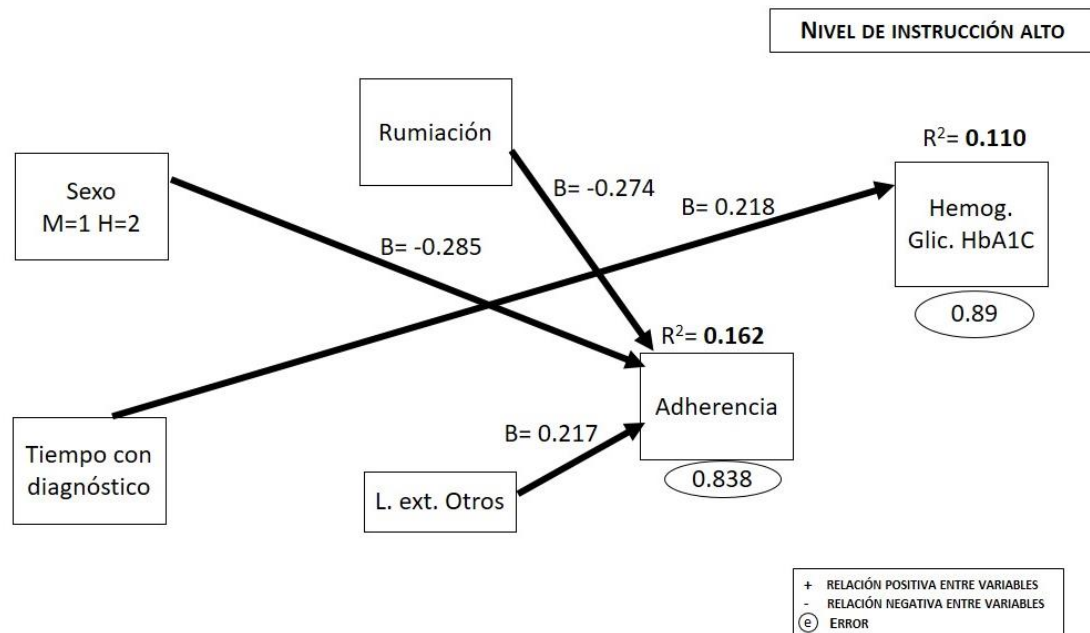 NIVEL DE INSTRUCCIÓN ALTO
Rumiación
R²= 0.110
Sexo
M=1 H=2
B= -0.274
B= 0.218
Hemog.
Glic. HbA1C
B= -0.285
0.89
R²= 0.162
Adherencia
Tiempo con
diagnóstico
B= 0.217
0.838
L. ext. Otros
+ RELACIÓN POSITIVA ENTRE VARIABLES
- RELACIÓN NEGATIVA ENTRE VARIABLES
e ERROR